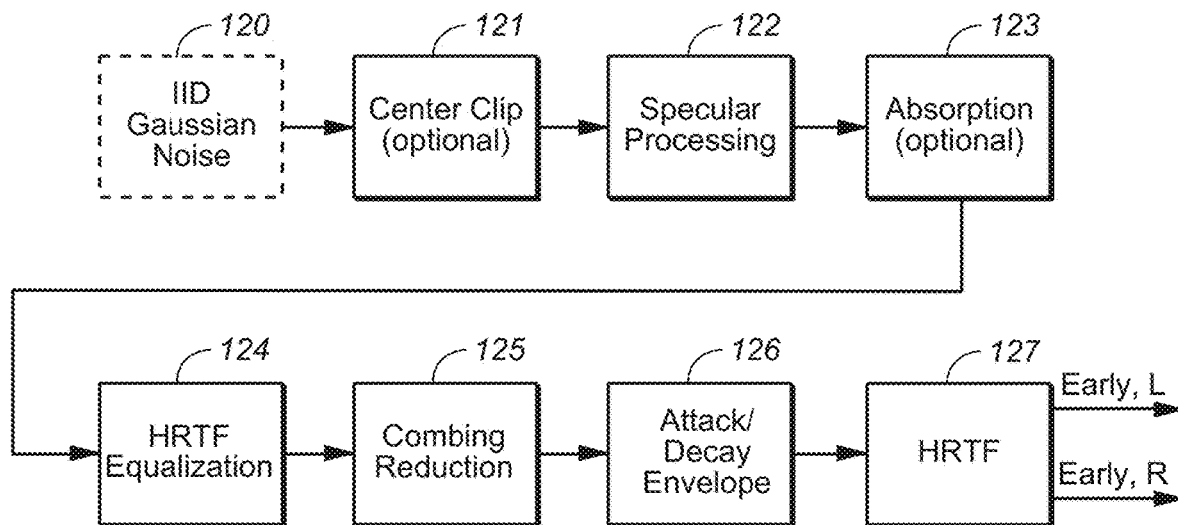 120
IID
Gaussian
Noise
121
Center Clip
(optional)
122
Specular
Processing
123
Absorption
(optional)
124
HRTF
Equalization
125
Combing
Reduction
126
Attack/
Decay
Envelope
127
HRTF
Early, L
Early, R